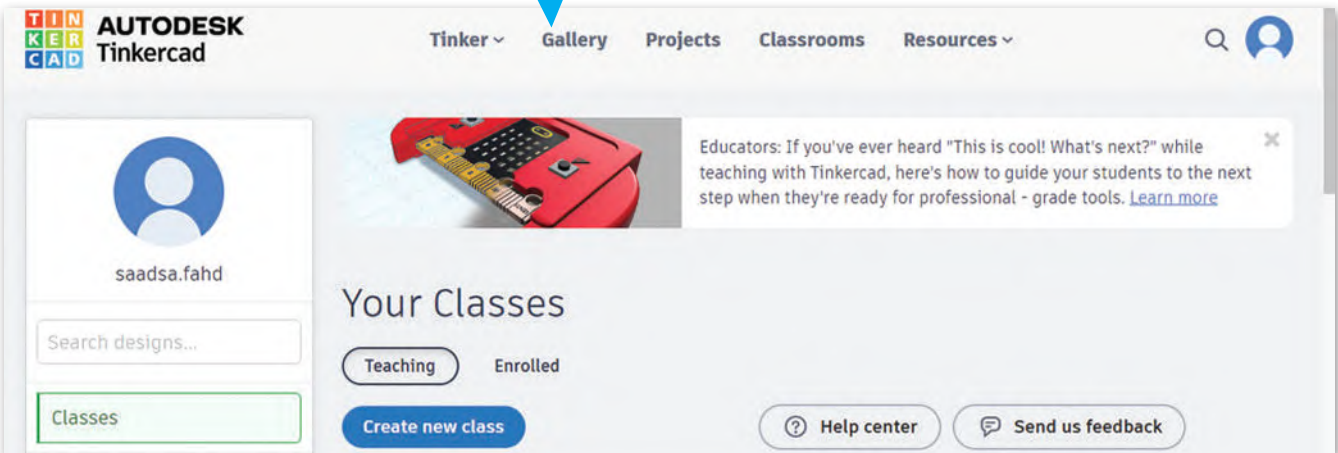 TIN
KER
CAD
AUTODESK
Tinkercad
Tinker
Gallery
Projects
Classrooms
Resources
Educators: If you've ever heard "This is cool! What's next?" while
teaching with Tinkercad, here's how to guide your students to the next
step when they're ready for professional - grade tools. Learn more
saadsa.fahd
Search designs...
Classes
Your Classes
Teaching
Enrolled
Create new class
Help center
Send us feedback